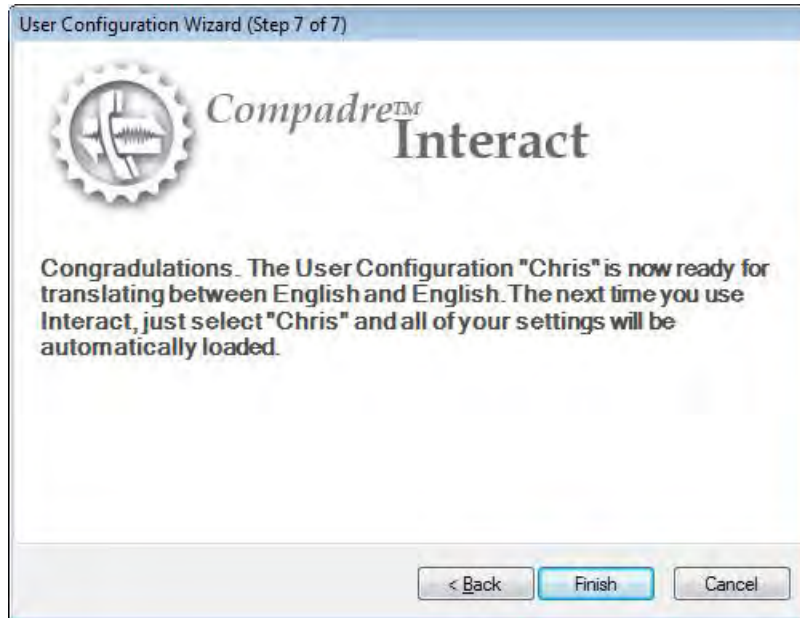 User Configuration Wizard (Step 7 of 7)
Compadre™
Interact
Congradulations. The User Configuration "Chris" is now ready for
translating between English and English. The next time you use
Interact, just select "Chris" and all of your settings will be
automatically loaded.
< Back Finish Cancel